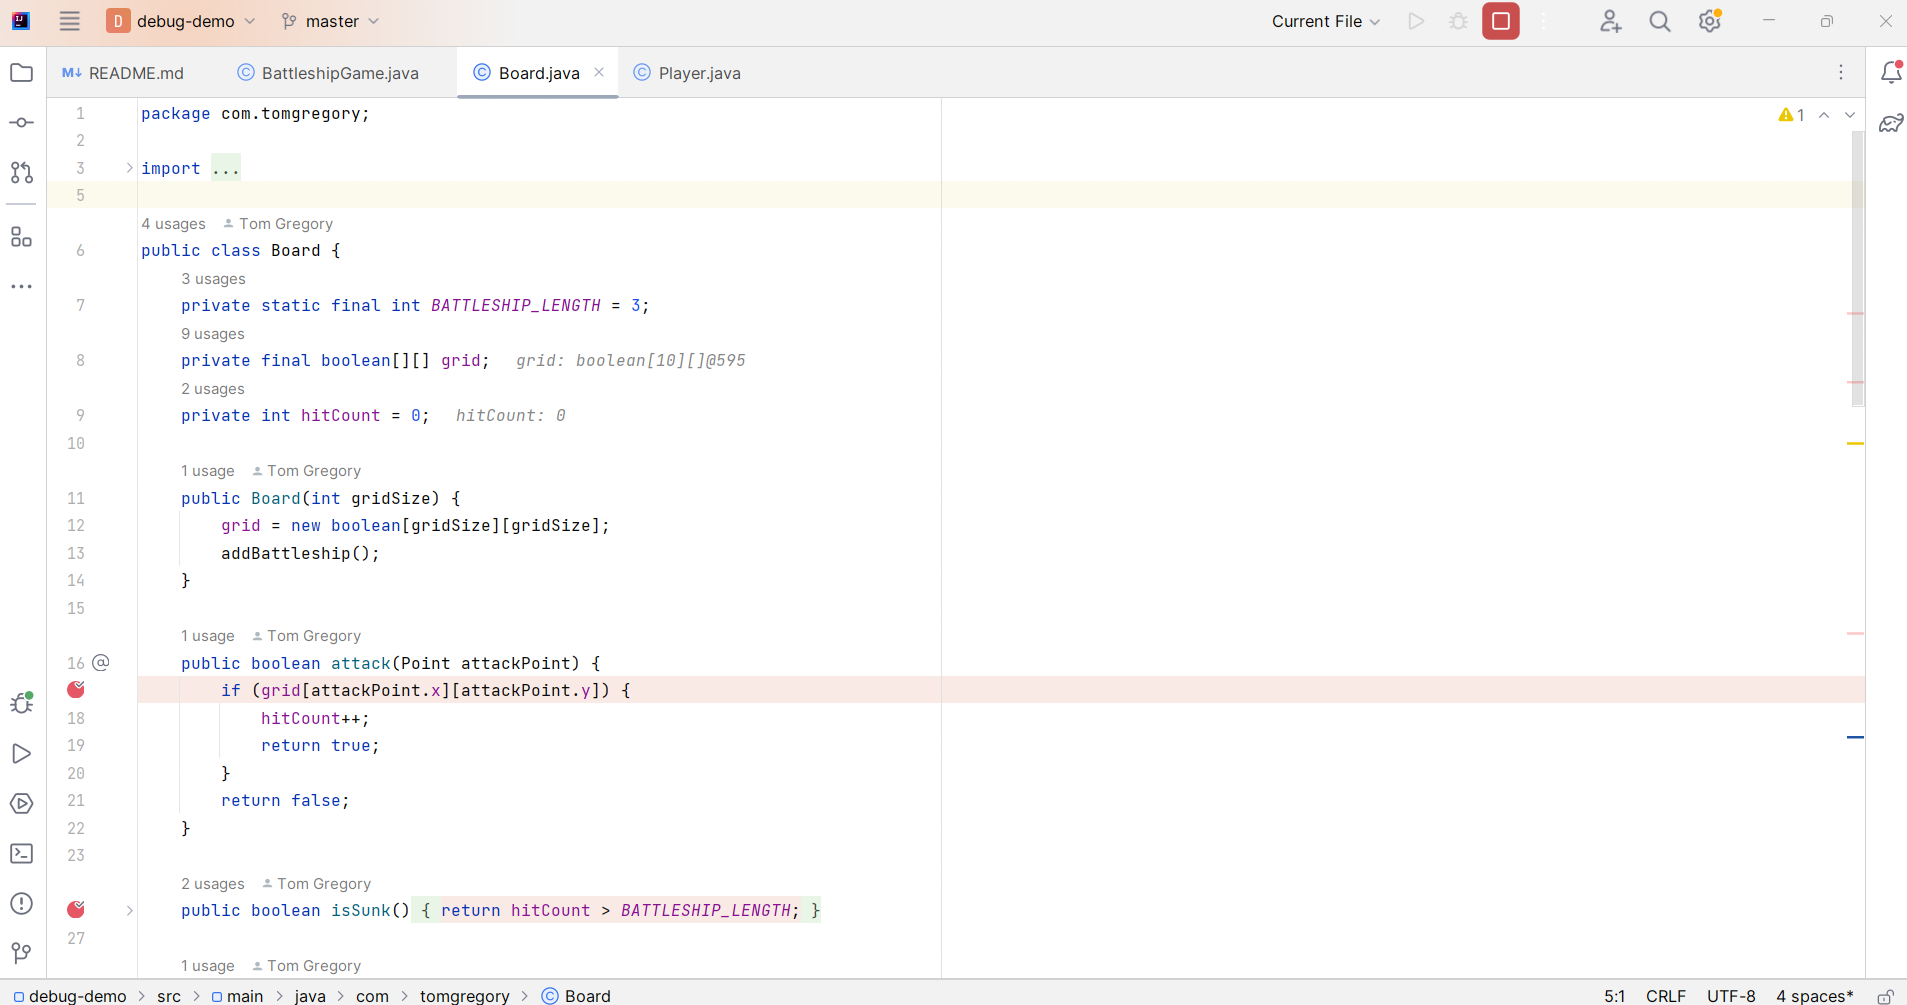 D debug-demo master Current File
README.md BattleshipGame.java Board.java Player.java
1 package com.tomgregory; 1
2
3 import ...
5
4 usages Tom Gregory
6 public class Board {
3 usages
7 private static final int BATTLESHIP_LENGTH = 3;
9 usages
8 private final boolean[][] grid; grid: boolean[10][]@595
2 usages
9 private int hitCount = 0; hitCount: 0
10
1 usage Tom Gregory
11 public Board(int gridSize) {
12 grid = new boolean[gridSize][gridSize];
13 addBattleship();
14 }
15
1 usage Tom Gregory
16 @ public boolean attack(Point attackPoint) {
if (grid[attackPoint.x][attackPoint.y]) {
18 hitCount++;
19 return true;
20 }
21 return false;
22 }
23
2 usages Tom Gregory
public boolean isSunk() { return hitCount > BATTLESHIP_LENGTH; }
27
1 usage Tom Gregory
debug-demo > src > main > java > com > tomgregory > Board 5:1 CRLF UTF-8 4 spaces*